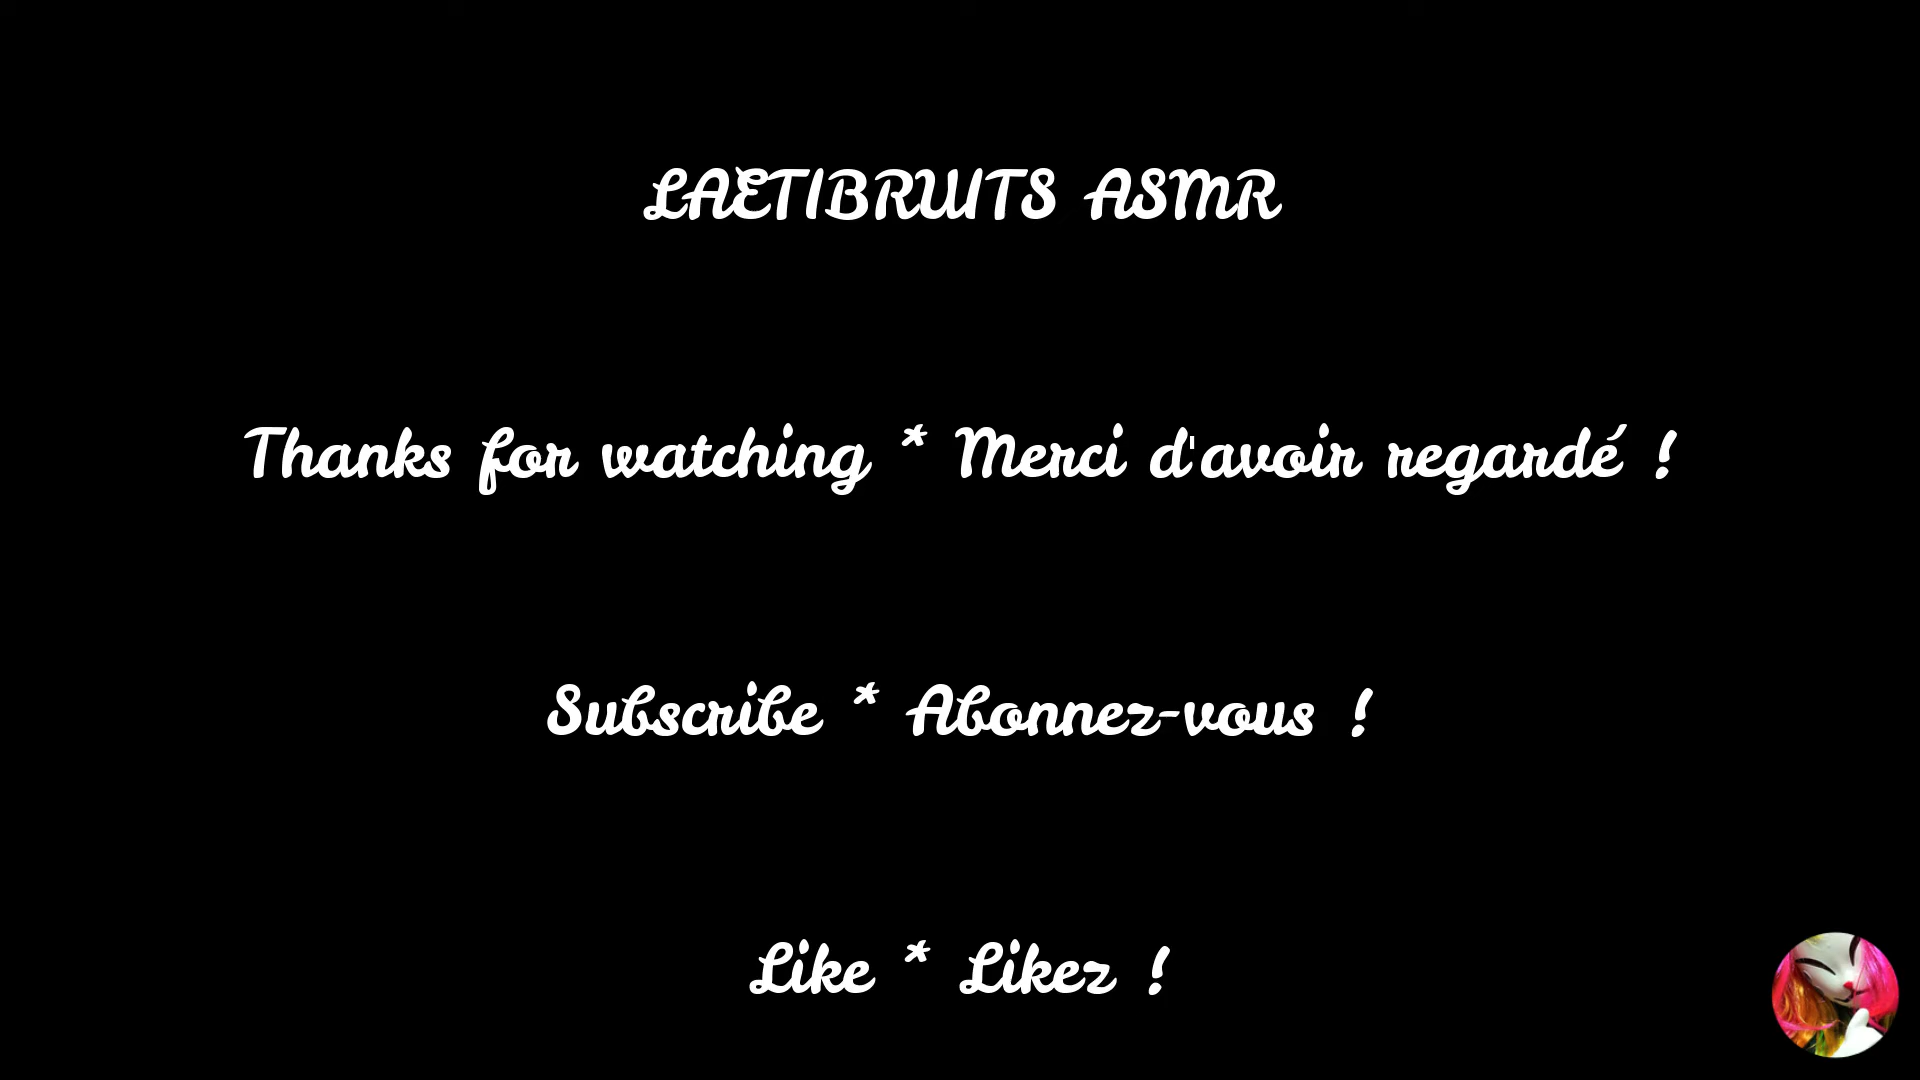 LAETIBRUITS ASMR
Thanks for watching * Merci d'avoir regardé !
Subscribe * Abonnez-vous !
Like * Likez !